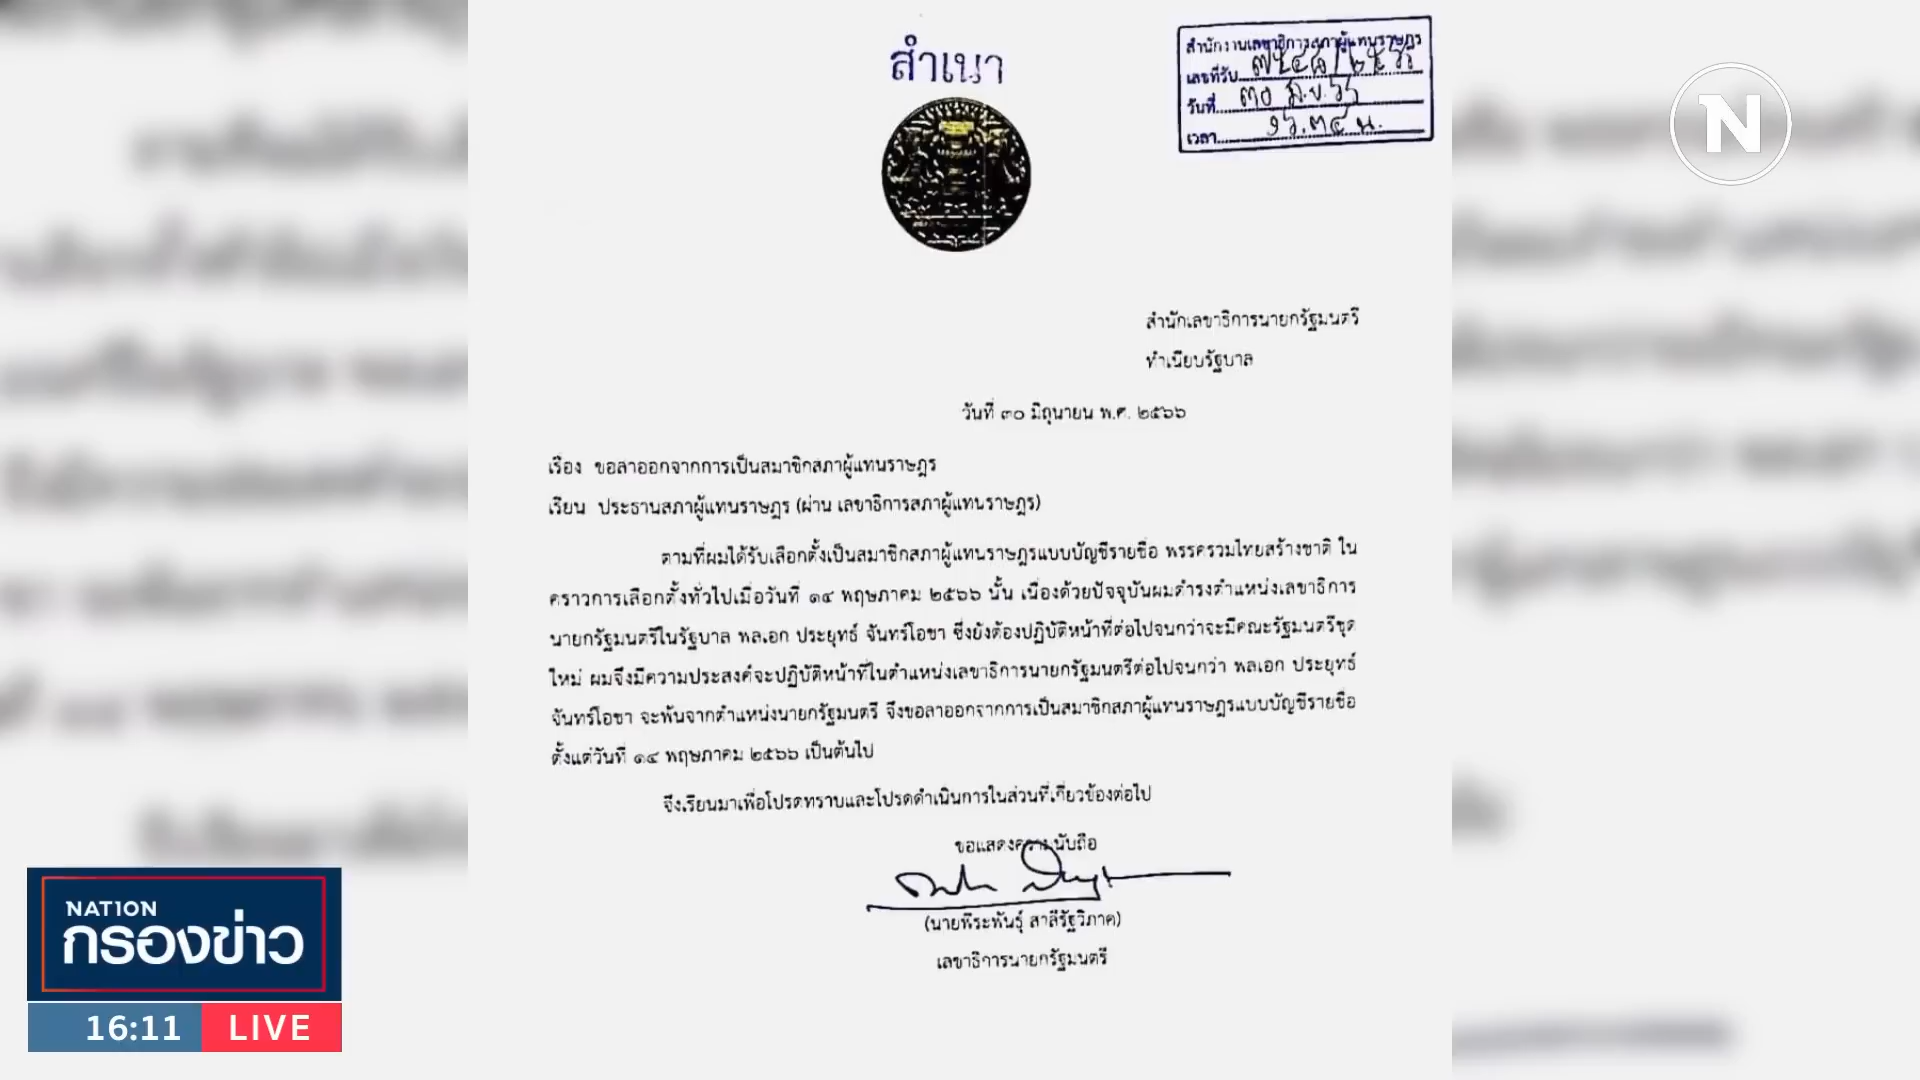 สำเนา
สำนักงานเลขาธิการสภาผู้แทนราษฎร
เลขที่รับ
วันที่ ๓๐ มิ.ย. ๖๖
เวลา ๑๖.๓๔ น.
N
สำนักเลขาธิการนายกรัฐมนตรี
ทำเนียบรัฐบาล
วันที่ ๓๐ มิถุนายน พ.ศ. ๒๕๖๖
เรื่อง ขอลาออกจากการเป็นสมาชิกสภาผู้แทนราษฎร
เรียน ประธานสภาผู้แทนราษฎร (ผ่าน เลขาธิการสภาผู้แทนราษฎร)
ตามที่ผมได้รับเลือกตั้งเป็นสมาชิกสภาผู้แทนราษฎรแบบบัญชีรายชื่อ พรรครวมไทยสร้างชาติ ใน
คราวการเลือกตั้งทั่วไปเมื่อวันที่ ๑๔ พฤษภาคม ๒๕๖๖ นั้น เนื่องด้วยปัจจุบันผมดำรงตำแหน่งเลขาธิการ
นายกรัฐมนตรีในรัฐบาล พลเอก ประยุทธ์ จันทร์โอชา ซึ่งยังต้องปฏิบัติหน้าที่ต่อไปจนกว่าจะมีคณะรัฐมนตรีชุด
ใหม่ ผมจึงมีความประสงค์จะปฏิบัติหน้าที่ในตำแหน่งเลขาธิการนายกรัฐมนตรีต่อไปจนกว่า พลเอก ประยุทธ์
จันทร์โอชา จะพ้นจากตำแหน่งนายกรัฐมนตรี จึงขอลาออกจากการเป็นสมาชิกสภาผู้แทนราษฎรแบบบัญชีรายชื่อ
ตั้งแต่วันที่ ๑๔ พฤษภาคม ๒๕๖๖ เป็นต้นไป
จึงเรียนมาเพื่อโปรดทราบและโปรดดำเนินการในส่วนที่เกี่ยวข้องต่อไป
ขอแสดงความนับถือ
(นายพีระพันธุ์ สาลีรัฐวิภาค)
เลขาธิการนายกรัฐมนตรี
NATION
กรองข่าว
16:11 LIVE